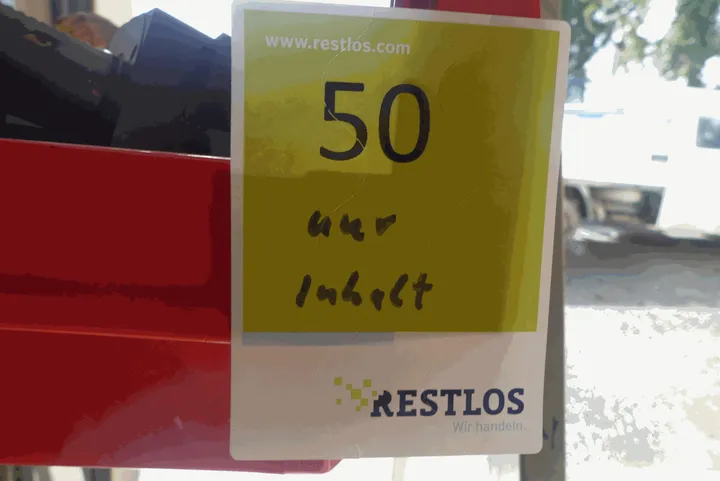 www.restlos.com
50
nur
Inhalt
RESTLOS
Wir handeln.